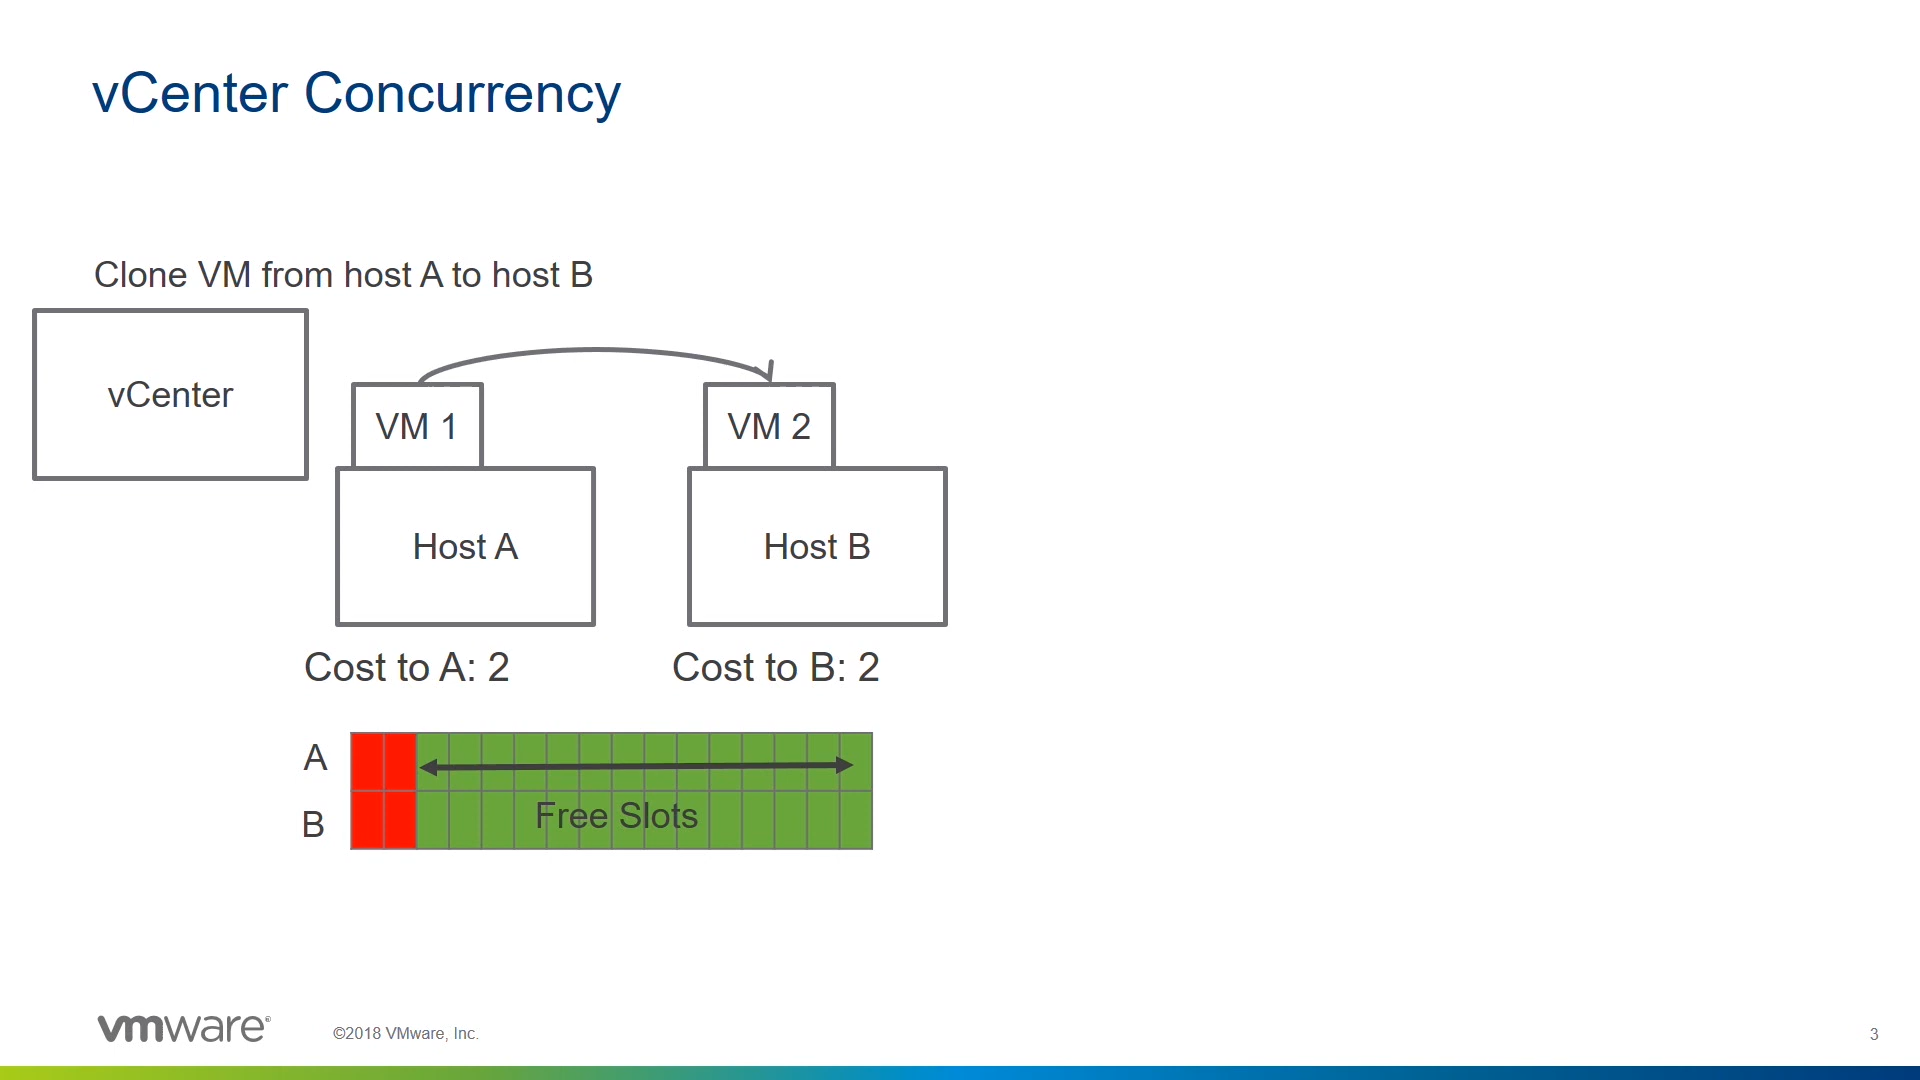 vCenter Concurrency
Clone VM from host A to host B
vCenter
VM 1
VM 2
Host A
Host B
Cost to A: 2
Cost to B: 2
A
B
Free Slots
vmware®
©2018 VMware, Inc.
3